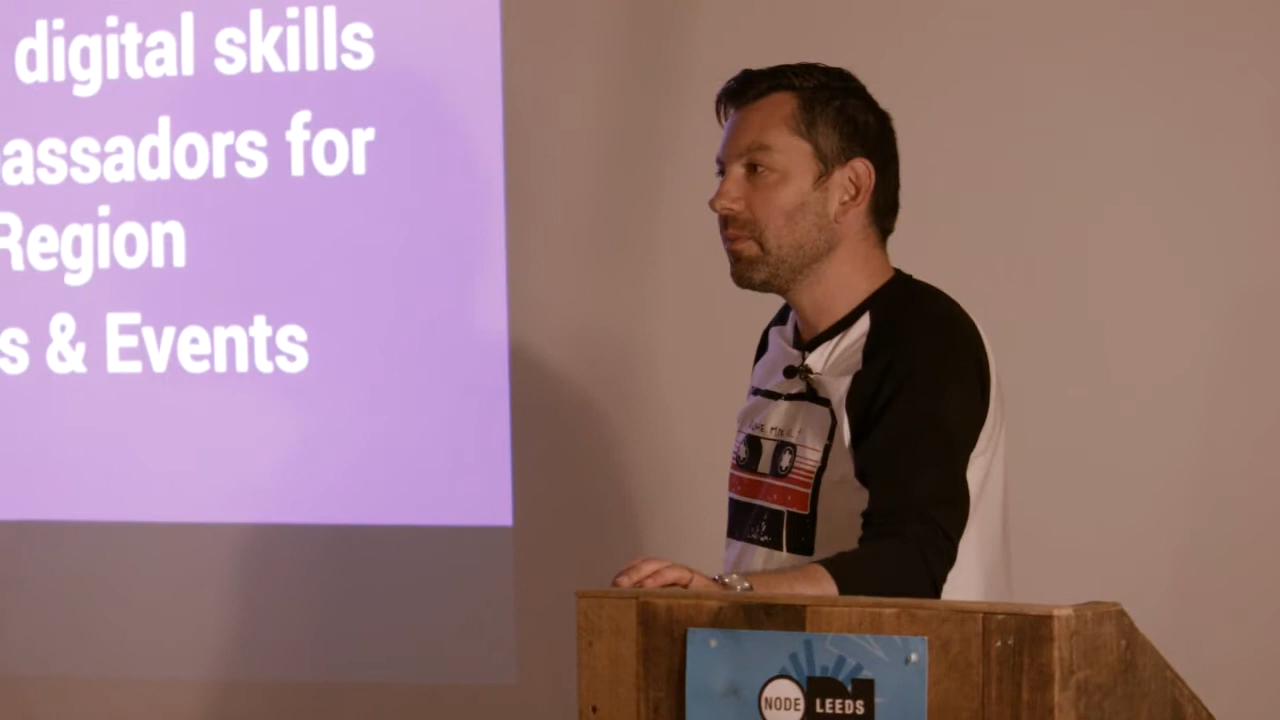 digital skills
assadors for
Region
s & Events
NODE
LEEDS